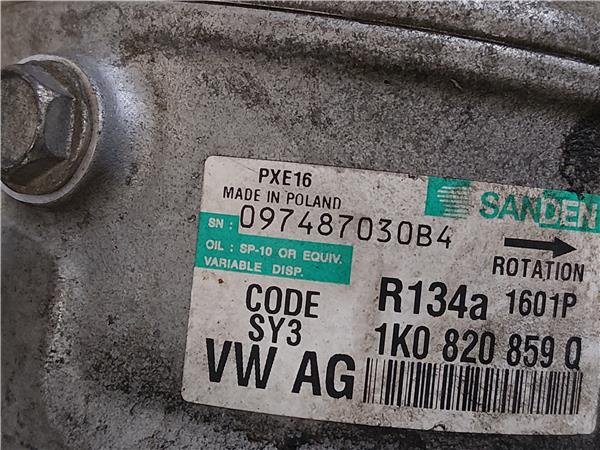 PXE16
MADE IN POLAND
SANDEN
SN : 097487030B4
OIL : SP-10 OR EQUIV.
VARIABLE DISP.
ROTATION
CODE
SY3
R134a 1601P
1K0 820 859 Q
VW AG